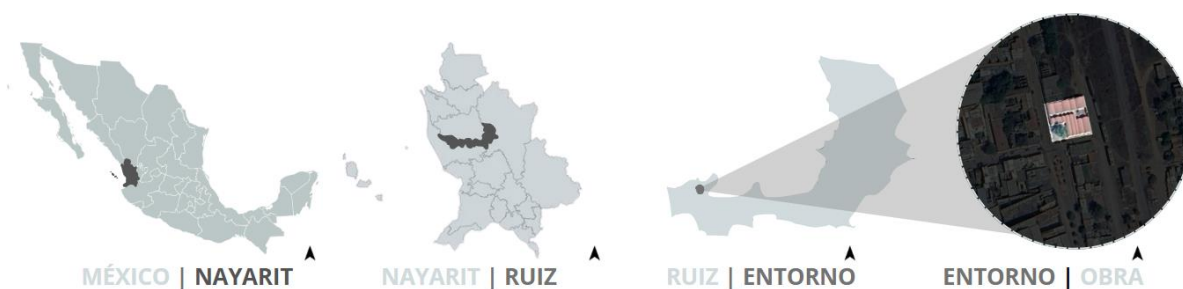 MÉXICO | NAYARIT
NAYARIT | RUIZ
RUIZ | ENTORNO
ENTORNO | OBRA